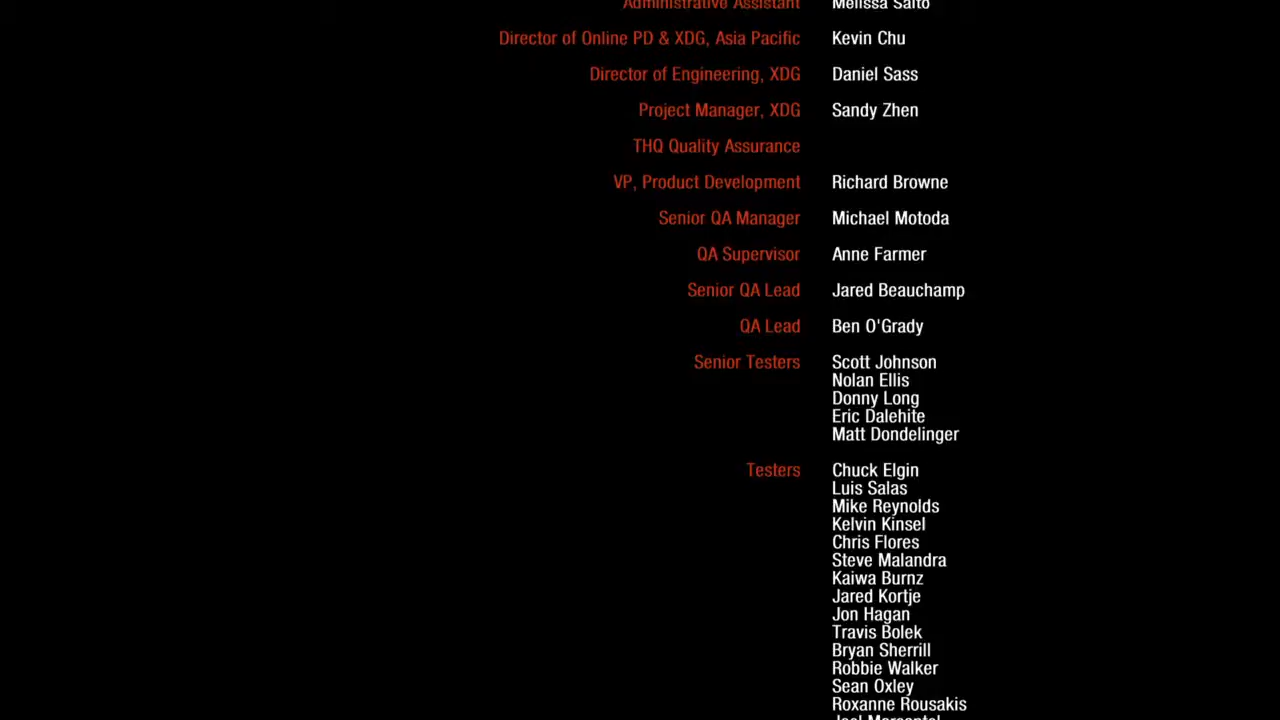 Administrative Assistant Melissa Saito
Director of Online PD & XDG, Asia Pacific Kevin Chu
Director of Engineering, XDG Daniel Sass
Project Manager, XDG Sandy Zhen
THQ Quality Assurance
VP, Product Development Richard Browne
Senior QA Manager Michael Motoda
QA Supervisor Anne Farmer
Senior QA Lead Jared Beauchamp
QA Lead Ben O'Grady
Senior Testers Scott Johnson
Nolan Ellis
Donny Long
Eric Dalehite
Matt Dondelinger
Testers Chuck Elgin
Luis Salas
Mike Reynolds
Kelvin Kinsel
Chris Flores
Steve Malandra
Kaiwa Burnz
Jared Kortje
Jon Hagan
Travis Bolek
Bryan Sherrill
Robbie Walker
Sean Oxley
Roxanne Rousakis